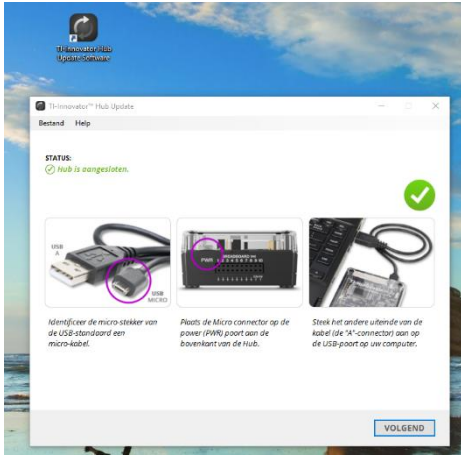 TI-Innovator Hub
Update Software
TI-Innovator™ Hub Update
Bestand Help
STATUS:
Hub is aangesloten.
USB
A
USB
MICRO
PWR
BREADBOARD
Identificeer de micro-stekker van
de USB-standaard een
micro-kabel.
Plaats de Micro connector op de
power (PWR) poort aan de
bovenkant van de Hub.
Steek het andere uiteinde van de
kabel (de "A"-connector) aan op
de USB-poort op uw computer.
VOLGEND